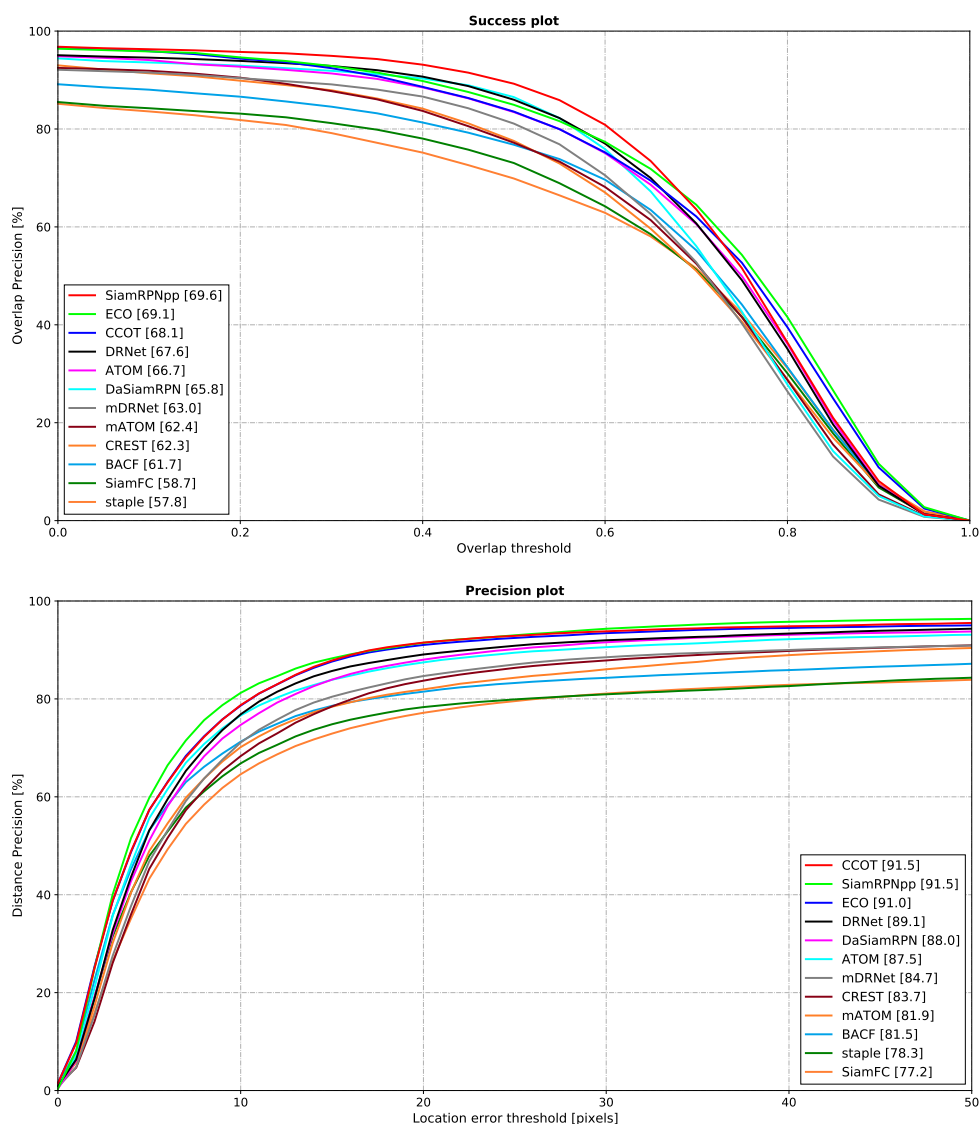 Success plot
100
80
60
40
20
0
Overlap Precision [%]
SiamRPNpp [69.6]
ECO [69.1]
CCOT [68.1]
DRNet [67.6]
ATOM [66.7]
DaSiamRPN [65.8]
mDRNet [63.0]
mATOM [62.4]
CREST [62.3]
BACF [61.7]
SiamFC [58.7]
staple [57.8]
0.0 0.2 0.4 0.6 0.8 1.0
Overlap threshold
Precision plot
100
80
60
40
20
0
Distance Precision [%]
CCOT [91.5]
SiamRPNpp [91.5]
ECO [91.0]
DRNet [89.1]
DaSiamRPN [88.0]
ATOM [87.5]
mDRNet [84.7]
CREST [83.7]
mATOM [81.9]
BACF [81.5]
staple [78.3]
SiamFC [77.2]
0 10 20 30 40 50
Location error threshold [pixels]